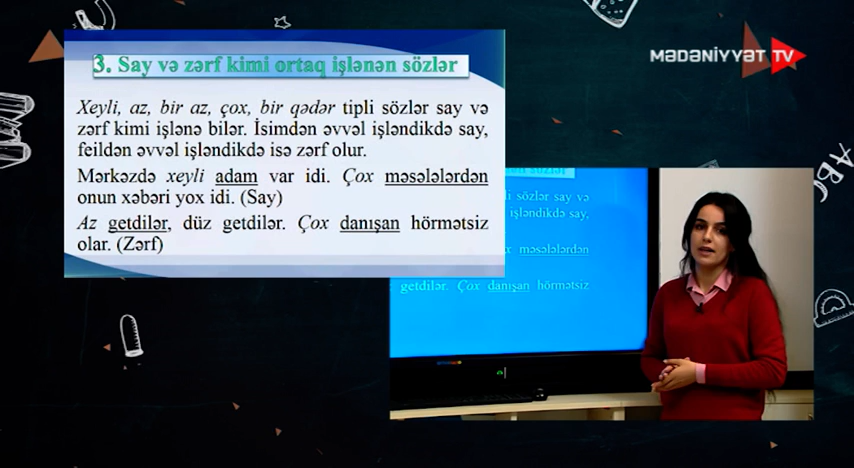 3. Say və zərf kimi ortaq işlənən sözlər
MƏDƏNİYYƏT TV
Xeyli, az, bir az, çox, bir qədər tipli sözlər say və
zərf kimi işlənə bilər. İsimdən əvvəl işləndikdə say,
feildən əvvəl işləndikdə isə zərf olur.
Mərkəzdə xeyli adam var idi. Çox məsələlərdən
onun xəbəri yox idi. (Say)
Az getdilər, düz getdilər. Çox danışan hörmətsiz
olar. (Zərf)
ABC
sözlər
i sözlər say və
işləndikdə say,
məsələlərdən
getdilər. Çox danışan hörmətsiz